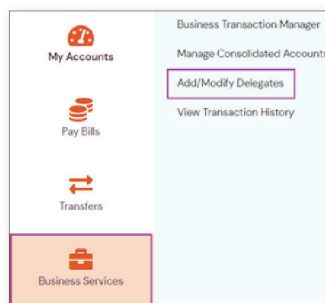 My Accounts
Pay Bills
Transfers
Business Services
Business Transaction Manager
Manage Consolidated Accounts
Add/Modify Delegates
View Transaction History